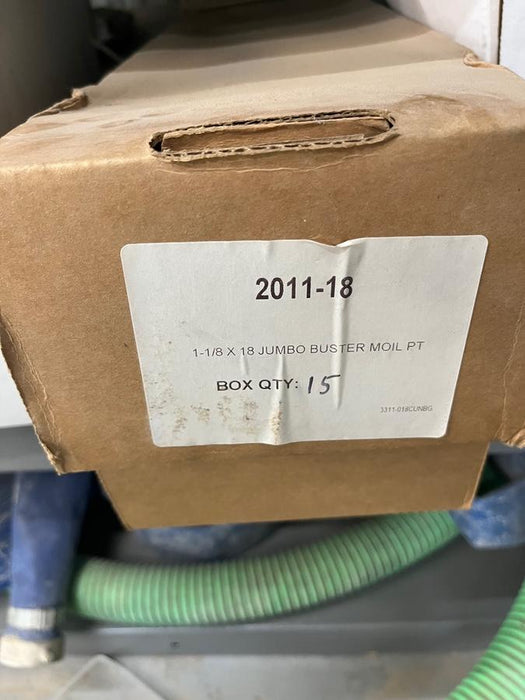 2011-18
1-1/8 X 18 JUMBO BUSTER MOIL PT
BOX QTY: 15
3311-018CUNBG